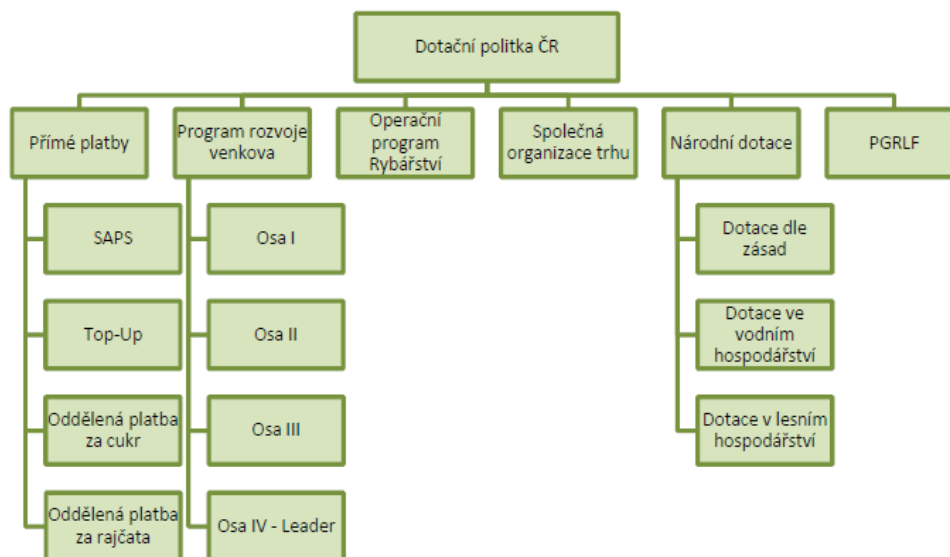 Dotační politka ČR
Přímé platby
Program rozvoje
venkova
Operační
program
Rybářství
Společná
organizace trhu
Národní dotace
PGRLF
SAPS
Top-Up
Oddělená platba
za cukr
Oddělená platba
za rajčata
Osa I
Osa II
Osa III
Osa IV - Leader
Dotace dle
zásad
Dotace ve
vodním
hospodářství
Dotace v lesním
hospodářství